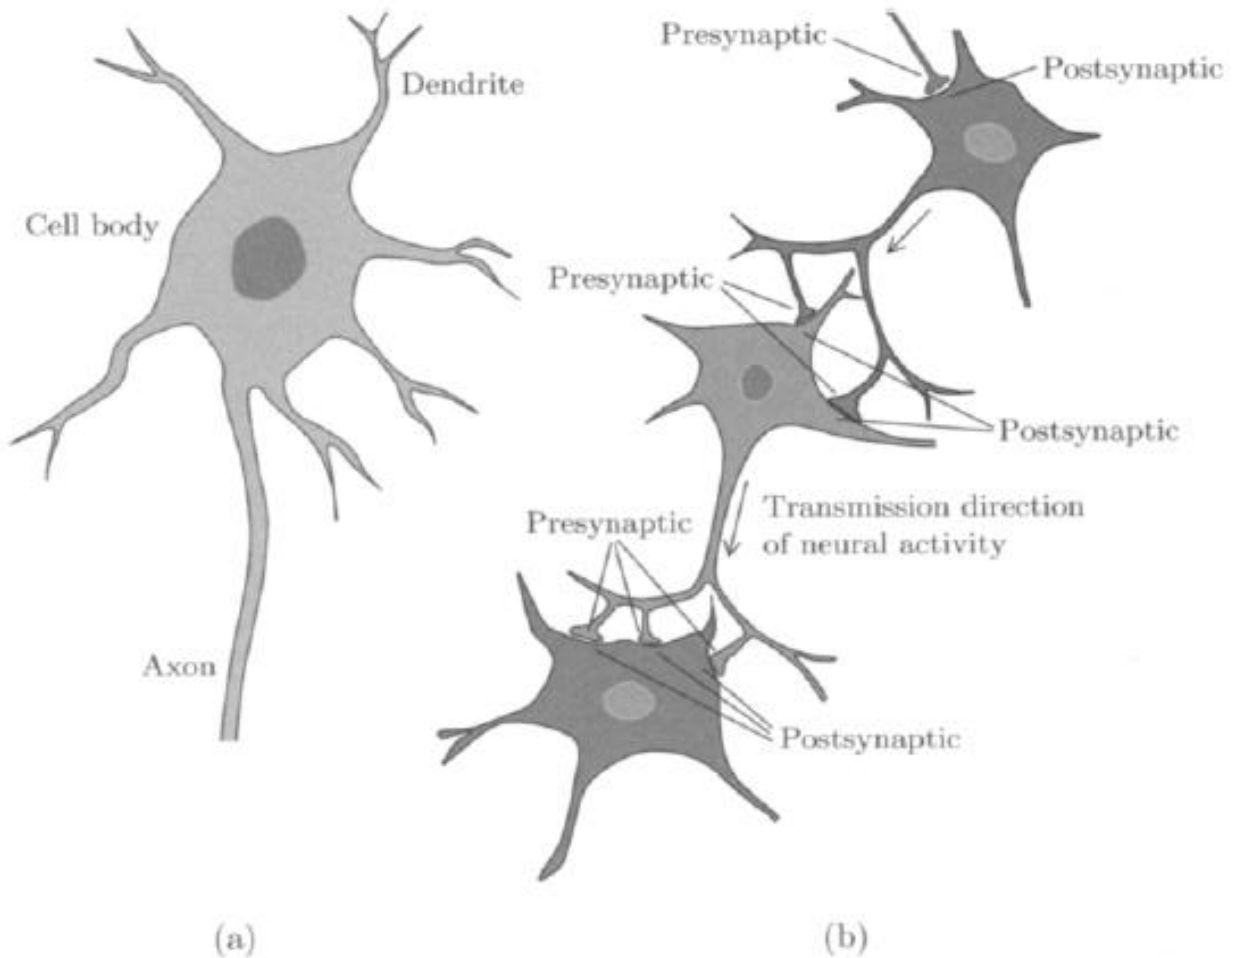 Dendrite
Cell body
Axon
(a)
Presynaptic
Postsynaptic
Presynaptic
Postsynaptic
Transmission direction
of neural activity
Presynaptic
Postsynaptic
(b)